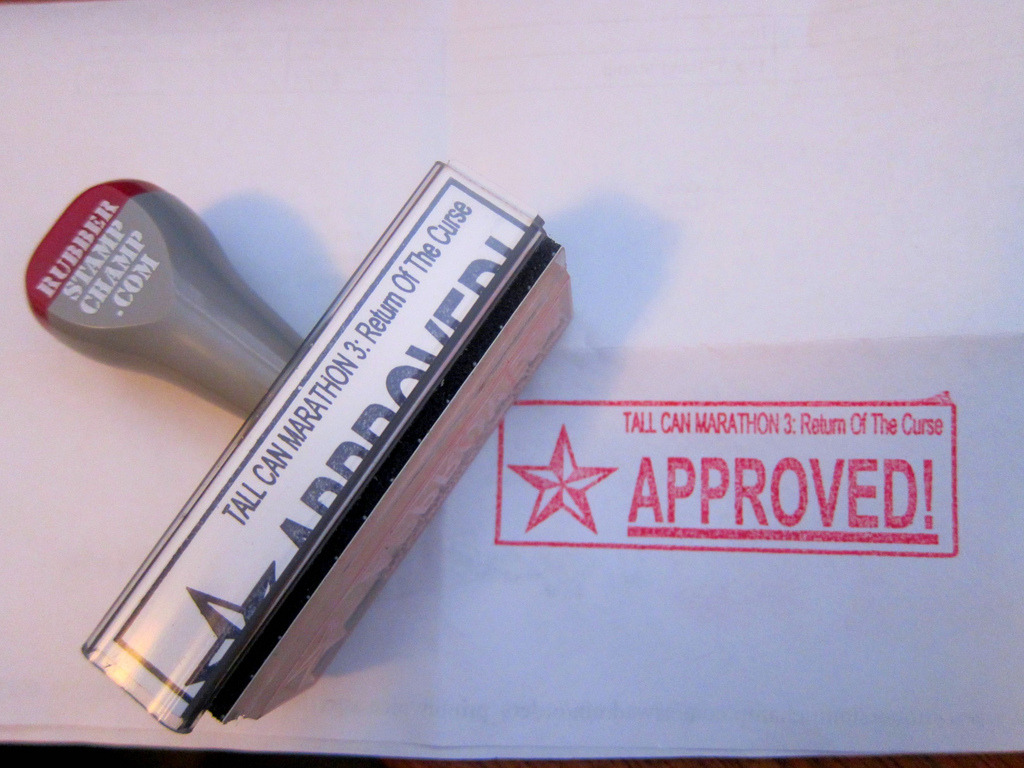 RUBBER
STAMP
CHAMP
.COM
TALL CAN MARATHON 3: Return Of The Curse
APPROVED!
TALL CAN MARATHON 3: Return Of The Curse
APPROVED!